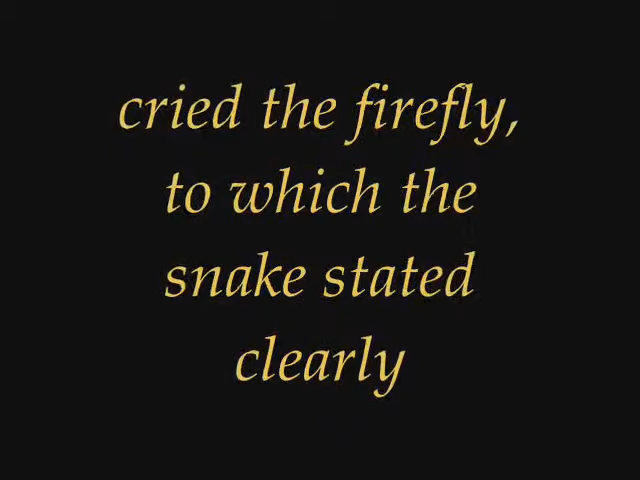 cried the firefly,
to which the
snake stated
clearly